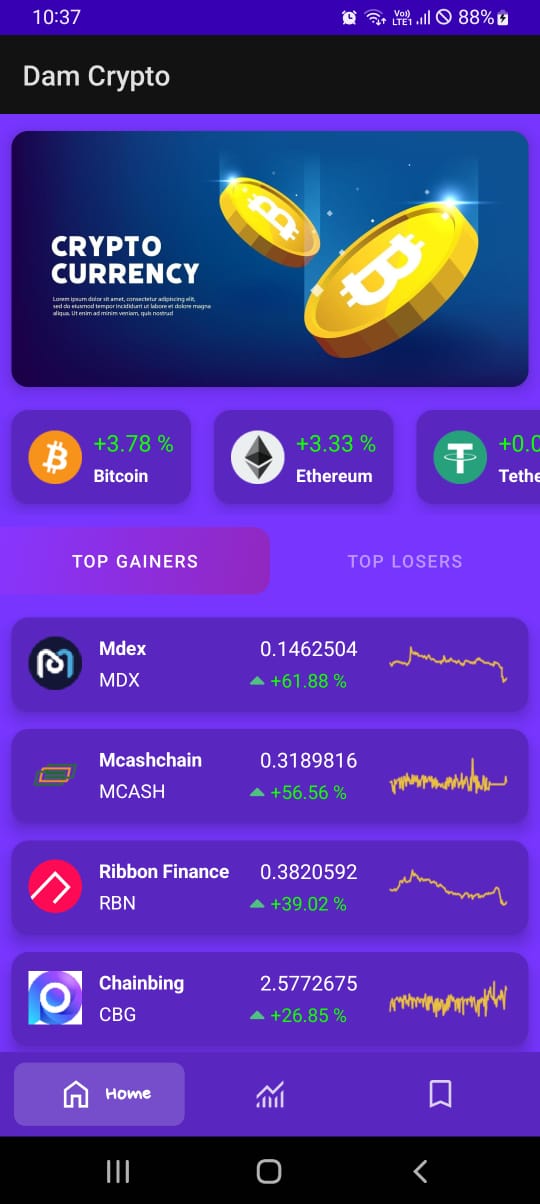 10:37
Vo))
LTE1
88%
Dam Crypto
CRYPTO
CURRENCY
Lorem ipsum dolor sit amet, consectetur adipiscing elit,
sed do eiusmod tempor incididunt ut labore et dolore magna
aliqua. Ut enim ad minim veniam, quis nostrud
+3.78 %
Bitcoin
+3.33 %
Ethereum
+0.0
Tethe
TOP GAINERS
TOP LOSERS
Mdex
0.1462504
MDX
+61.88 %
Mcashchain
0.3189816
MCASH
+56.56 %
Ribbon Finance
0.3820592
RBN
+39.02 %
Chainbing
2.5772675
CBG
+26.85 %
Home